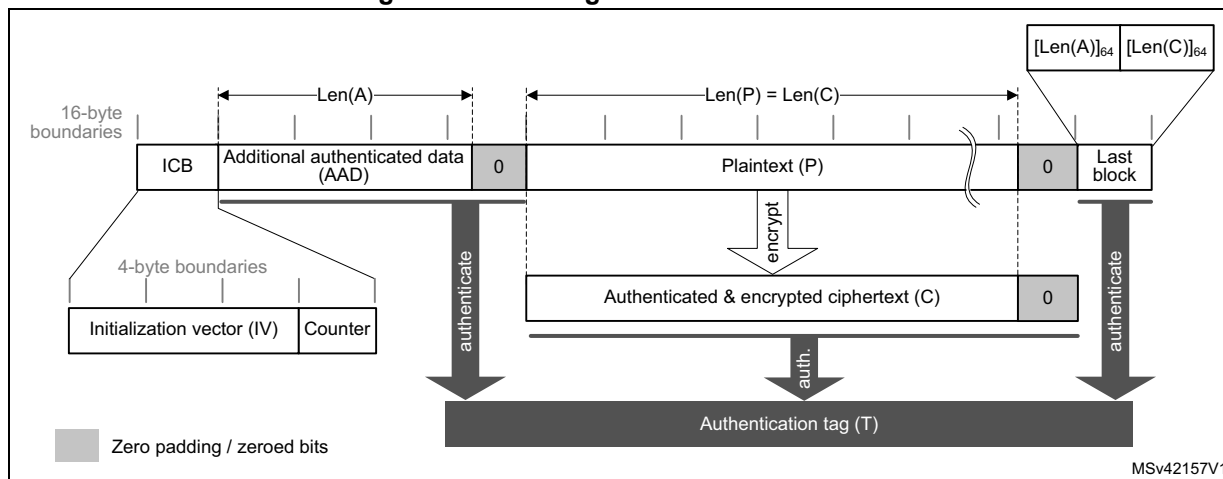 [Len(A)]64 [Len(C)]64
Len(A)
Len(P) = Len(C)
16-byte
boundaries
ICB
Additional authenticated data
(AAD)
0
Plaintext (P)
0
Last
block
encrypt
4-byte boundaries
Initialization vector (IV)
Counter
authenticate
Authenticated & encrypted ciphertext (C)
0
auth.
authenticate
Authentication tag (T)
Zero padding / zeroed bits